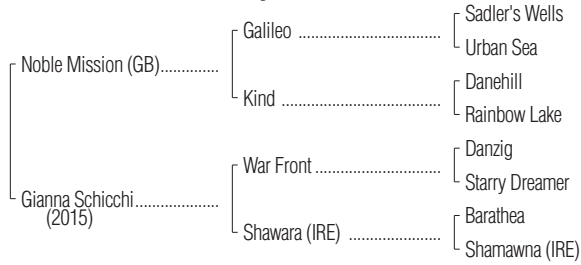 Sadler's Wells
Galileo ................................
Urban Sea
Noble Mission (GB)..............
Danehill
Kind ....................................
Rainbow Lake
Danzig
War Front ............................
Starry Dreamer
Gianna Schicchi....................
(2015)
Barathea
Shawara (IRE) ......................
Shamawna (IRE)